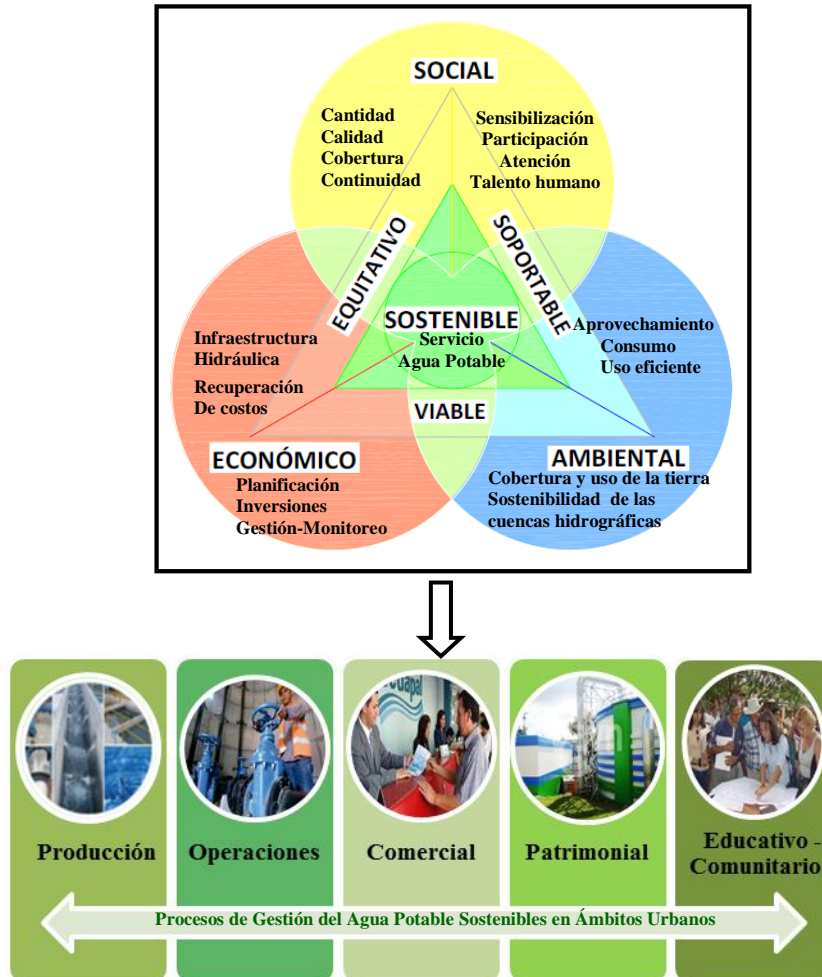 SOCIAL
Cantidad
Calidad
Cobertura
Continuidad
Sensibilización
Participación
Atención
Talento humano
EQUITATIVO
SOPORTABLE
SOSTENIBLE
Servicio
Agua Potable
Infraestructura
Hidráulica
Recuperación
De costos
Aprovechamiento
Consumo
Uso eficiente
VIABLE
ECONÓMICO
Planificación
Inversiones
Gestión-Monitoreo
AMBIENTAL
Cobertura y uso de la tierra
Sostenibilidad de las
cuencas hidrográficas
Producción
Operaciones
Comercial
Patrimonial
Educativo -
Comunitario
Procesos de Gestión del Agua Potable Sostenibles en Ámbitos Urbanos